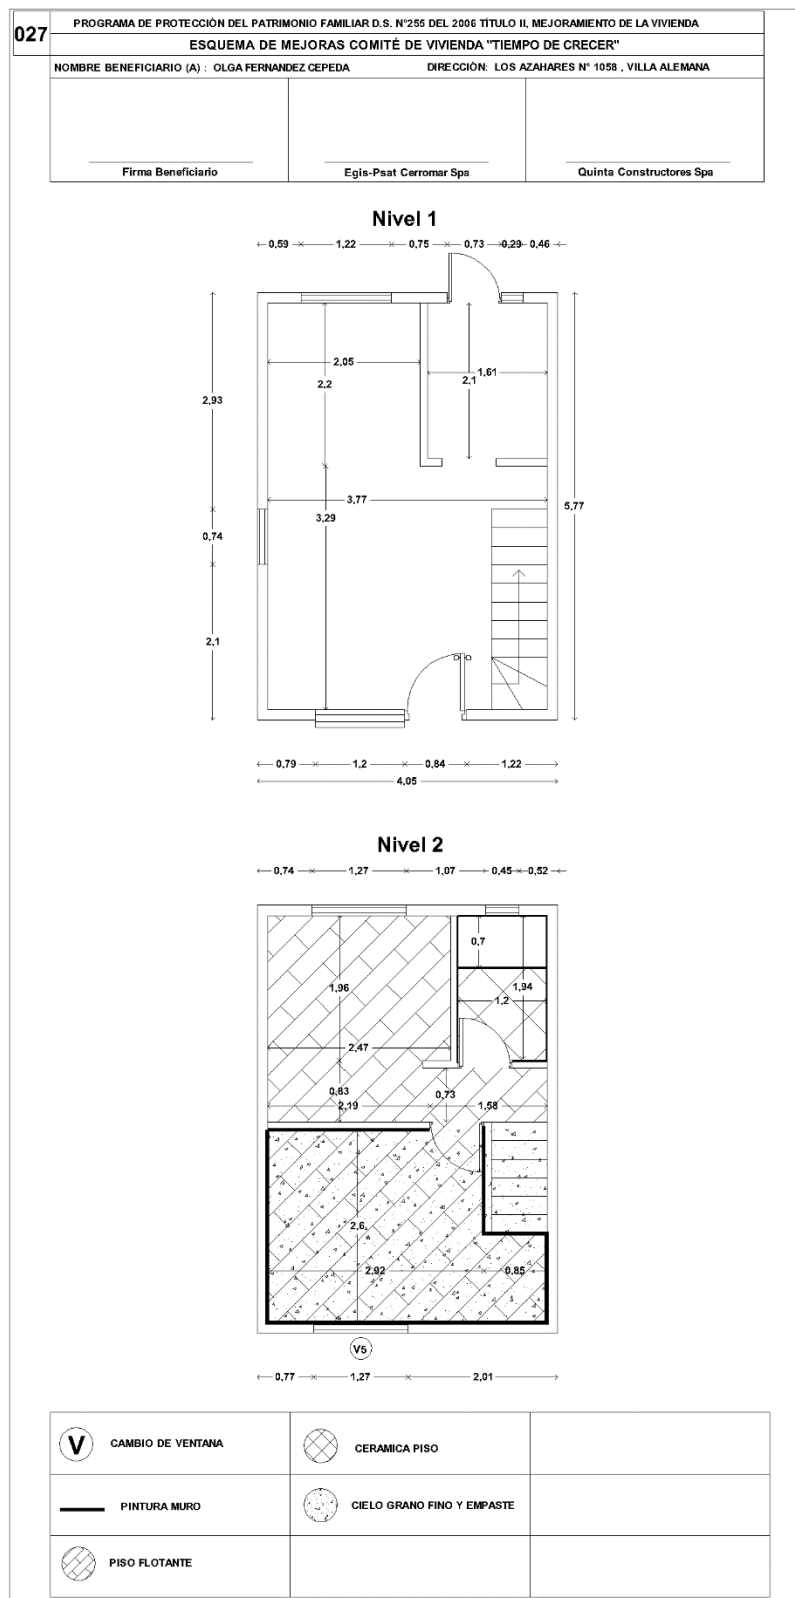 027
PROGRAMA DE PROTECCIÓN DEL PATRIMONIO FAMILIAR D.S. N°255 DEL 2006 TÍTULO II, MEJORAMIENTO DE LA VIVIENDA
ESQUEMA DE MEJORAS COMITÉ DE VIVIENDA "TIEMPO DE CRECER"
NOMBRE BENEFICIARIO (A) : OLGA FERNANDEZ CEPEDA DIRECCIÓN: LOS AZAHARES N° 1058 , VILLA ALEMANA
Firma Beneficiario Egis-Psat Cerromar Spa Quinta Constructores Spa
Nivel 1
0,59 1,22 0,75 0,73 0,29 0,46
2,05
1,61
2,2
2,1
2,93
3,77
5,77
3,29
0,74
2,1
0,79 1,2 0,84 1,22
4,05
Nivel 2
0,74 1,27 1,07 0,45 0,52
0,7
1,96
1,94
1,2
2,47
0,83
0,73
2,19
1,58
2,6
2,92
0,85
V5
0,77 1,27 2,01
V CAMBIO DE VENTANA CERAMICA PISO
PINTURA MURO CIELO GRANO FINO Y EMPASTE
PISO FLOTANTE